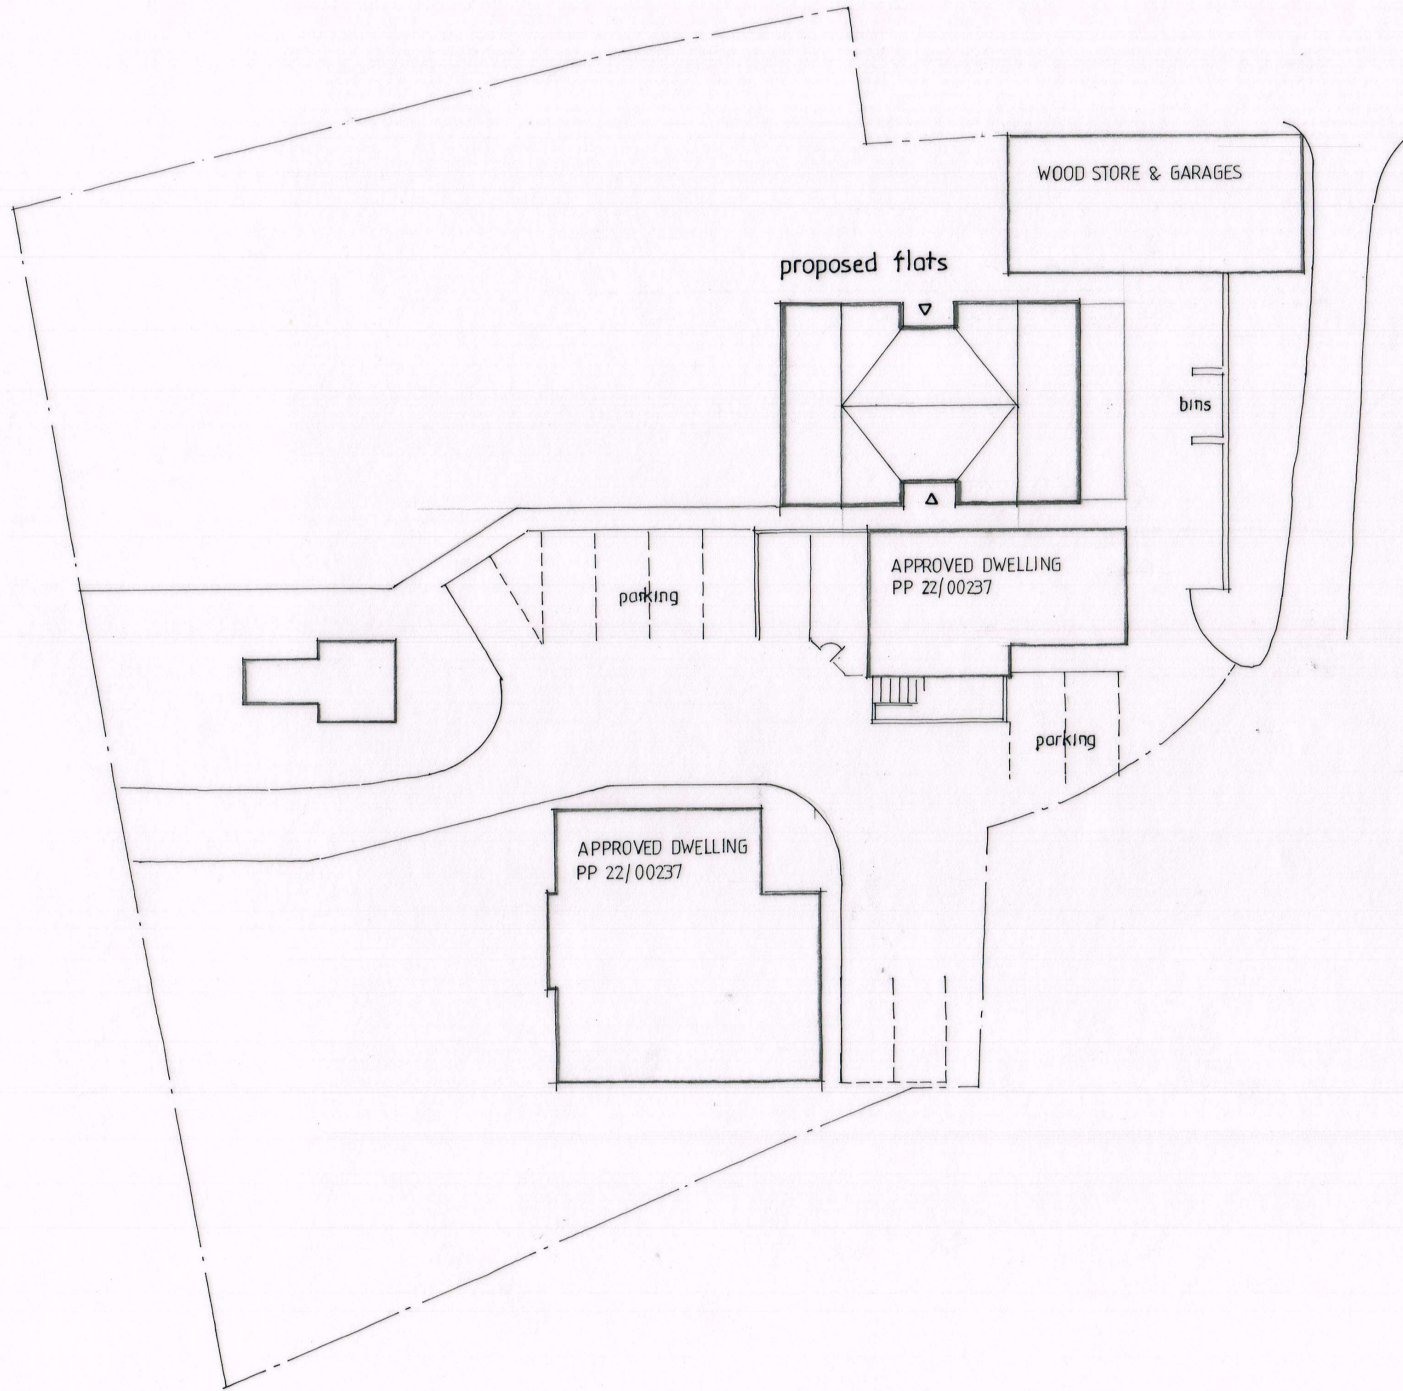 WOOD STORE & GARAGES
proposed flats
bins
APPROVED DWELLING
PP 22/00237
parking
parking
APPROVED DWELLING
PP 22/00237